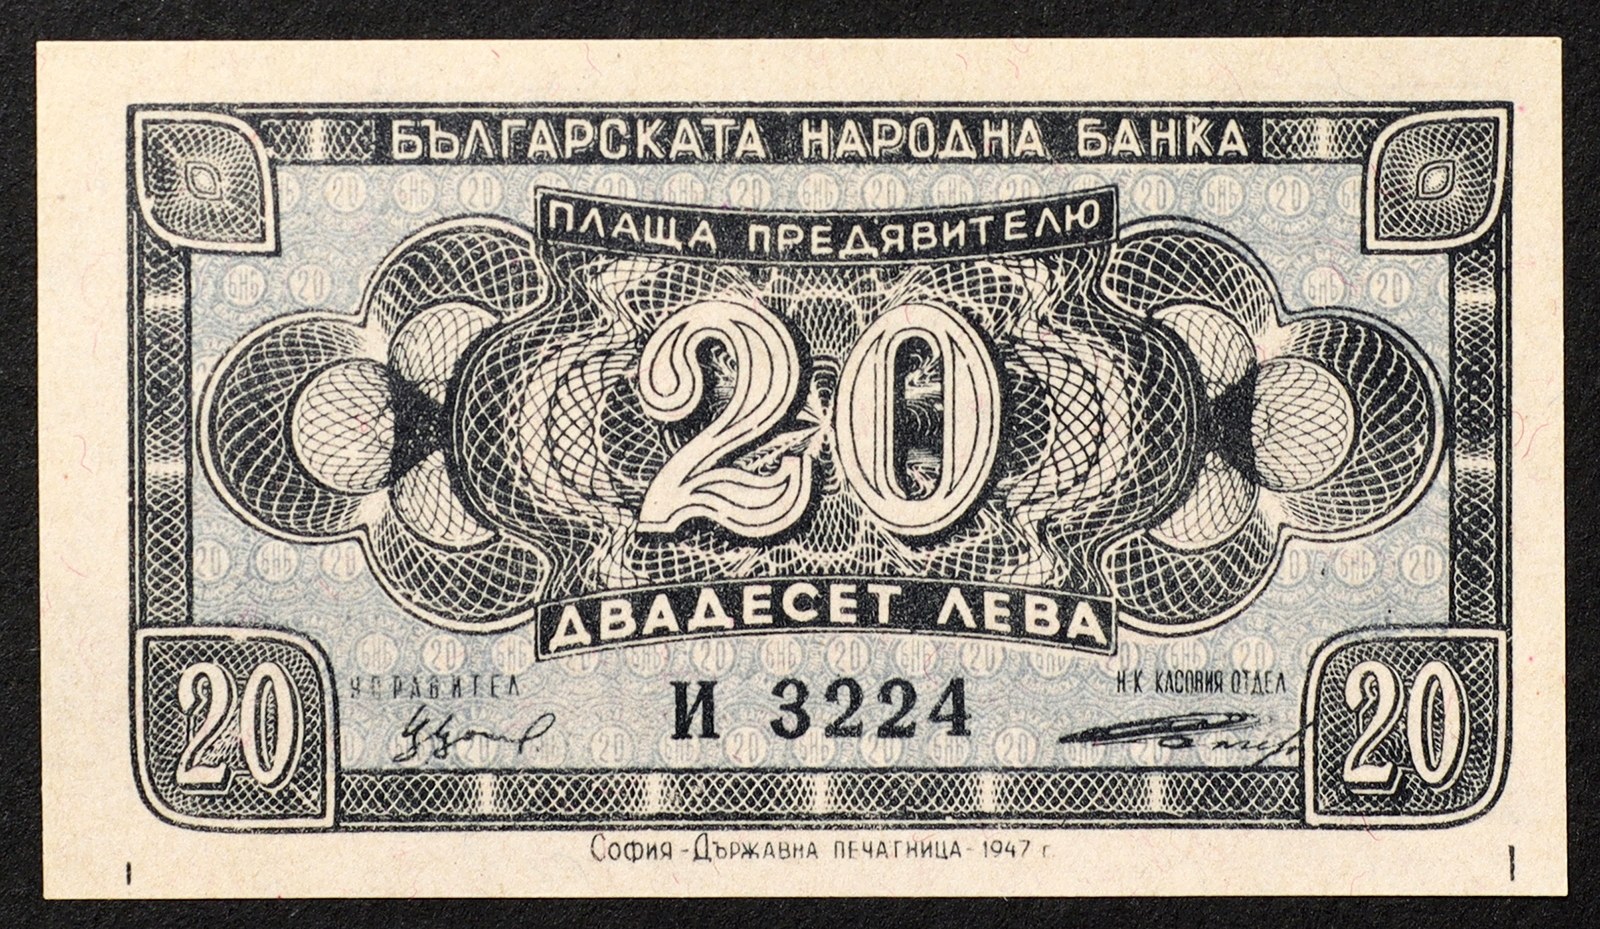 БЪЛГАРСКАТА НАРОДНА БАНКА
ПЛАЩА ПРЕДЯВИТЕЛЮ
20
ДВАДЕСЕТ ЛЕВА
УПРАВИТЕЛ
И 3224
Н-К КАСОВИЯ ОТДЕЛ
20
20
СОФИЯ - ДЪРЖАВНА ПЕЧАТНИЦА - 1947 г.